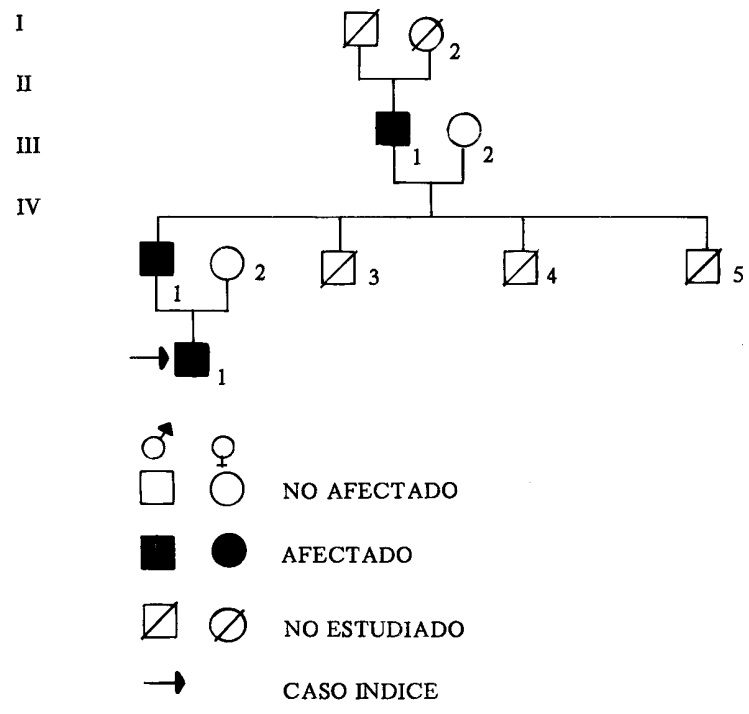 I
2
II
1 2
III
IV
1 2 3 4 5
1
NO AFECTADO
AFECTADO
NO ESTUDIADO
CASO INDICE